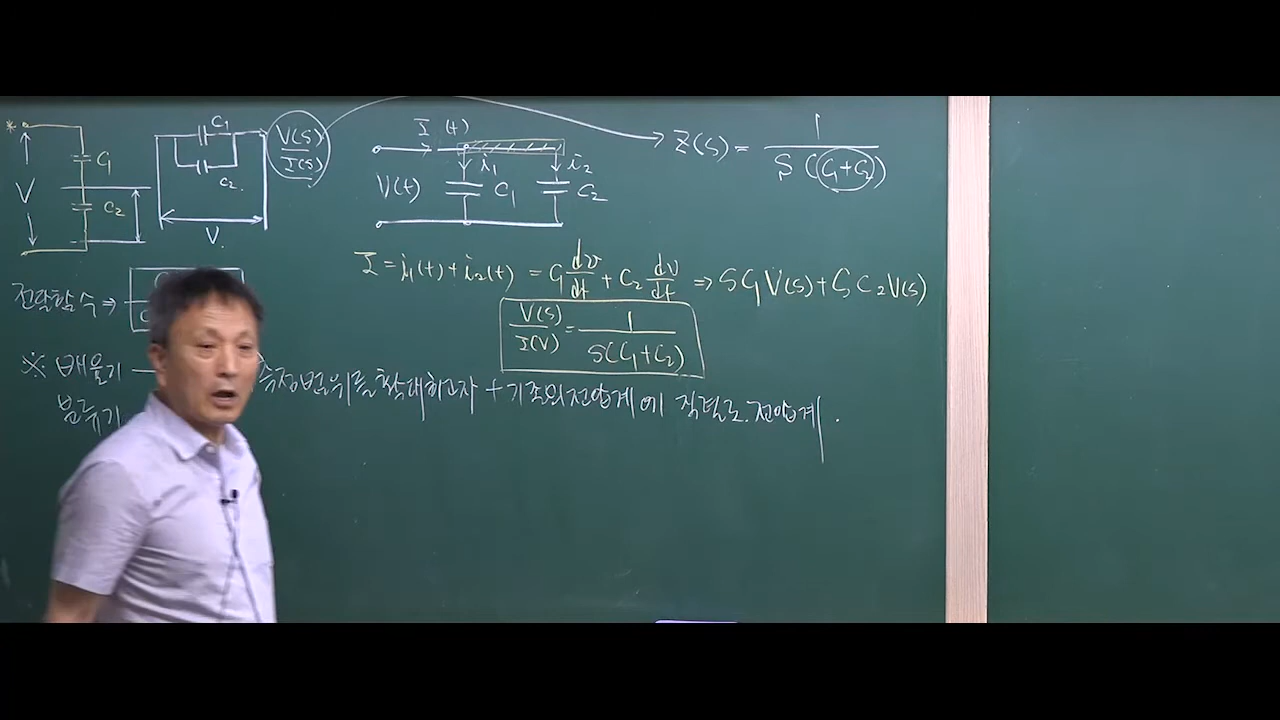 * C₁ C₂ V
C₁ C₂ V.
V(S)/I(S)
I (t) i₁ i₂ V(t) C₁ C₂
→ Z(S) = 1/(S(C₁+C₂))
I = i₁(t) + i₂(t) = C₁ dv/dt + C₂ dv/dt ⇒ SC₁V(S) + SC₂V(S)
V(S)/I(V) = 1/(S(C₁+C₂))
전달함수 ⇒
※ 배율기 — 측정범위를 확대하고자 + 기존의 전압계에 직렬로. 전압계.
분류기